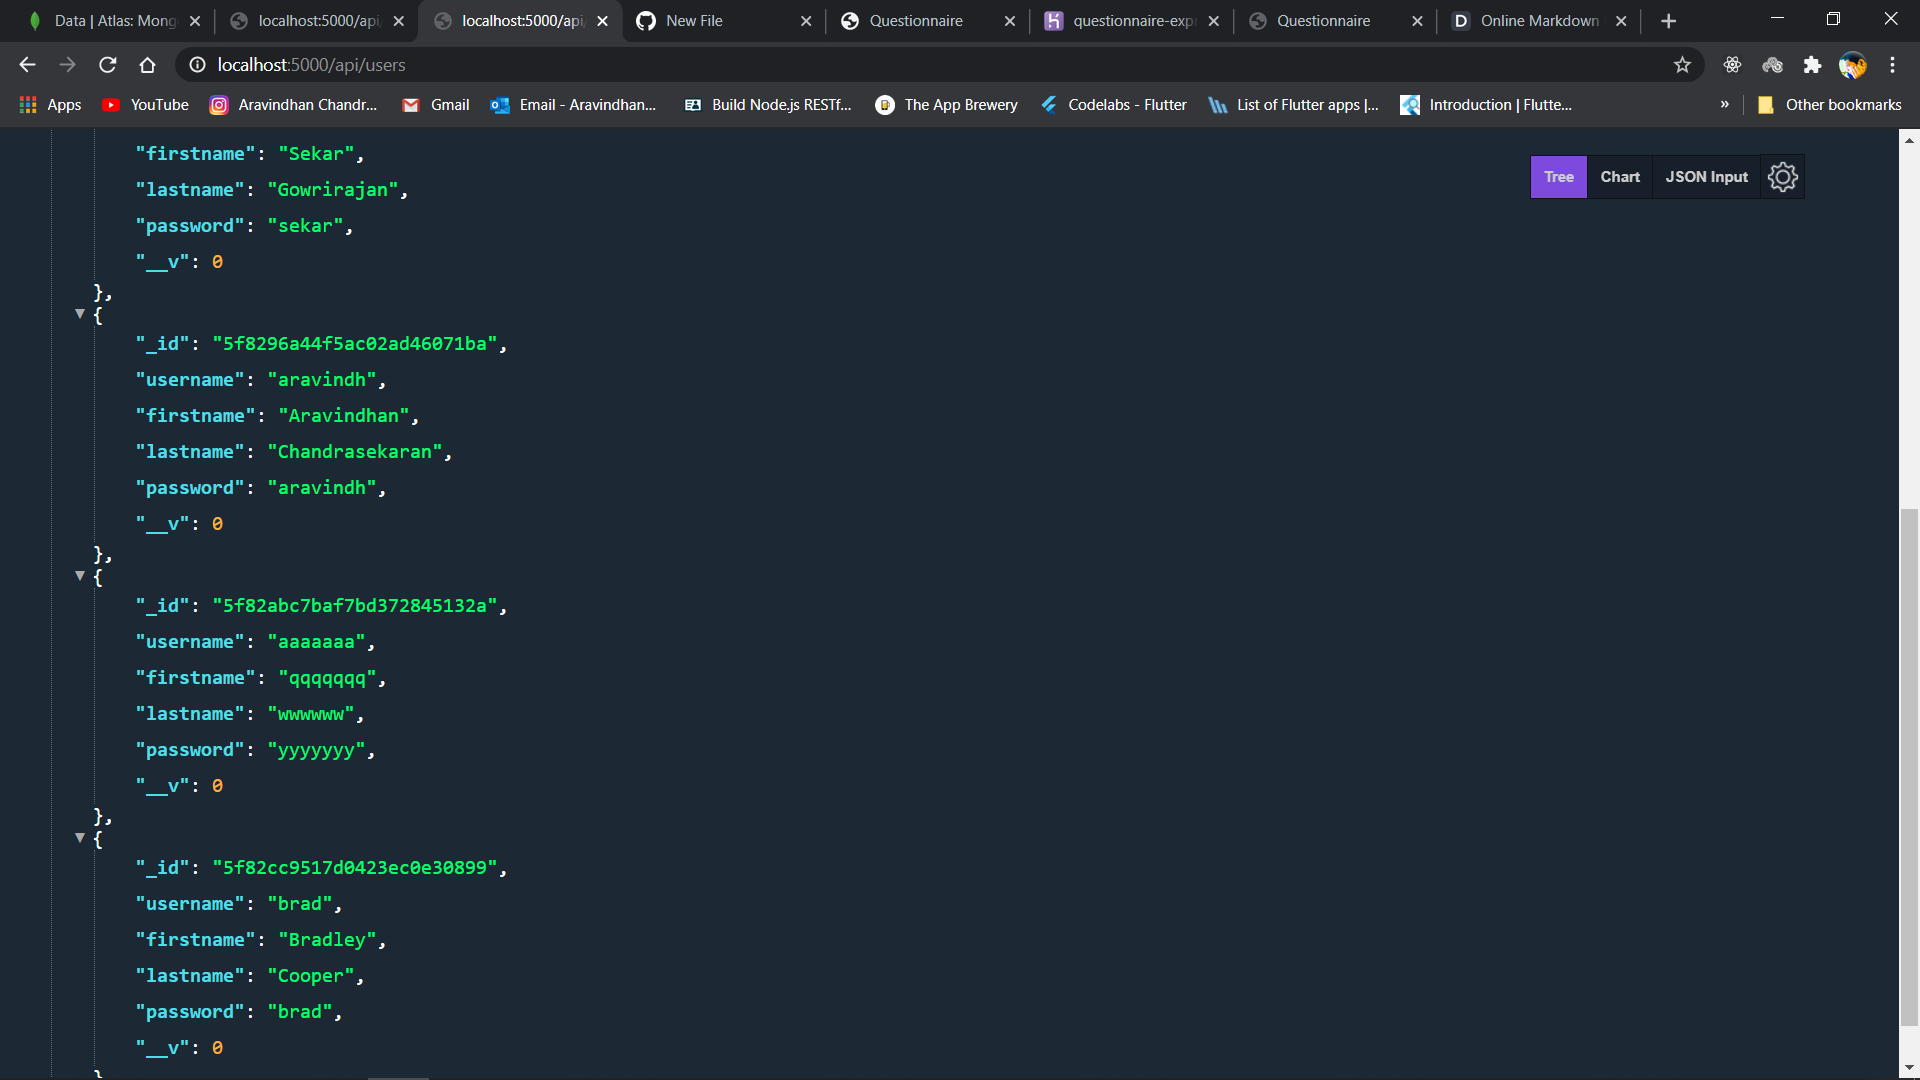 Data | Atlas: Mong
localhost:5000/api,
localhost:5000/api,
New File
Questionnaire
questionnaire-expr
Questionnaire
D Online Markdown
localhost:5000/api/users
Apps
YouTube
Aravindhan Chandr...
Gmail
Email - Aravindhan...
Build Node.js RESTf...
The App Brewery
Codelabs - Flutter
List of Flutter apps |...
Introduction | Flutte...
»
Other bookmarks
Tree
Chart
JSON Input
"firstname": "Sekar",
"lastname": "Gowrirajan",
"password": "sekar",
"__v": 0
},
{
"_id": "5f8296a44f5ac02ad46071ba",
"username": "aravindh",
"firstname": "Aravindhan",
"lastname": "Chandrasekaran",
"password": "aravindh",
"__v": 0
},
{
"_id": "5f82abc7baf7bd372845132a",
"username": "aaaaaaa",
"firstname": "qqqqqqq",
"lastname": "wwwwww",
"password": "yyyyyyy",
"__v": 0
},
{
"_id": "5f82cc9517d0423ec0e30899",
"username": "brad",
"firstname": "Bradley",
"lastname": "Cooper",
"password": "brad",
"__v": 0
}